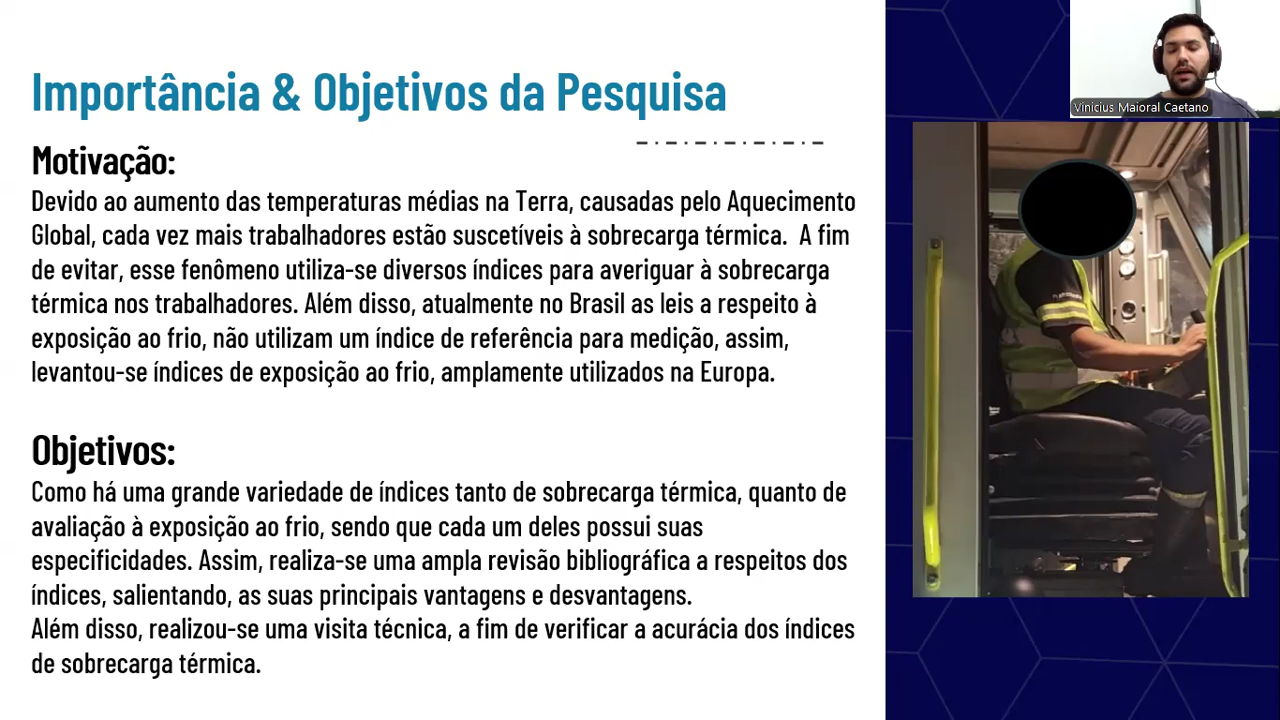 Importância & Objetivos da Pesquisa
Vinicius Maioral Caetano
Motivação:
Devido ao aumento das temperaturas médias na Terra, causadas pelo Aquecimento
Global, cada vez mais trabalhadores estão suscetíveis à sobrecarga térmica.  A fim
de evitar, esse fenômeno utiliza-se diversos índices para averiguar à sobrecarga
térmica nos trabalhadores. Além disso, atualmente no Brasil as leis a respeito à
exposição ao frio, não utilizam um índice de referência para medição, assim,
levantou-se índices de exposição ao frio, amplamente utilizados na Europa.
Objetivos:
Como há uma grande variedade de índices tanto de sobrecarga térmica, quanto de
avaliação à exposição ao frio, sendo que cada um deles possui suas
especificidades. Assim, realiza-se uma ampla revisão bibliográfica a respeitos dos
índices, salientando, as suas principais vantagens e desvantagens.
Além disso, realizou-se uma visita técnica, a fim de verificar a acurácia dos índices
de sobrecarga térmica.